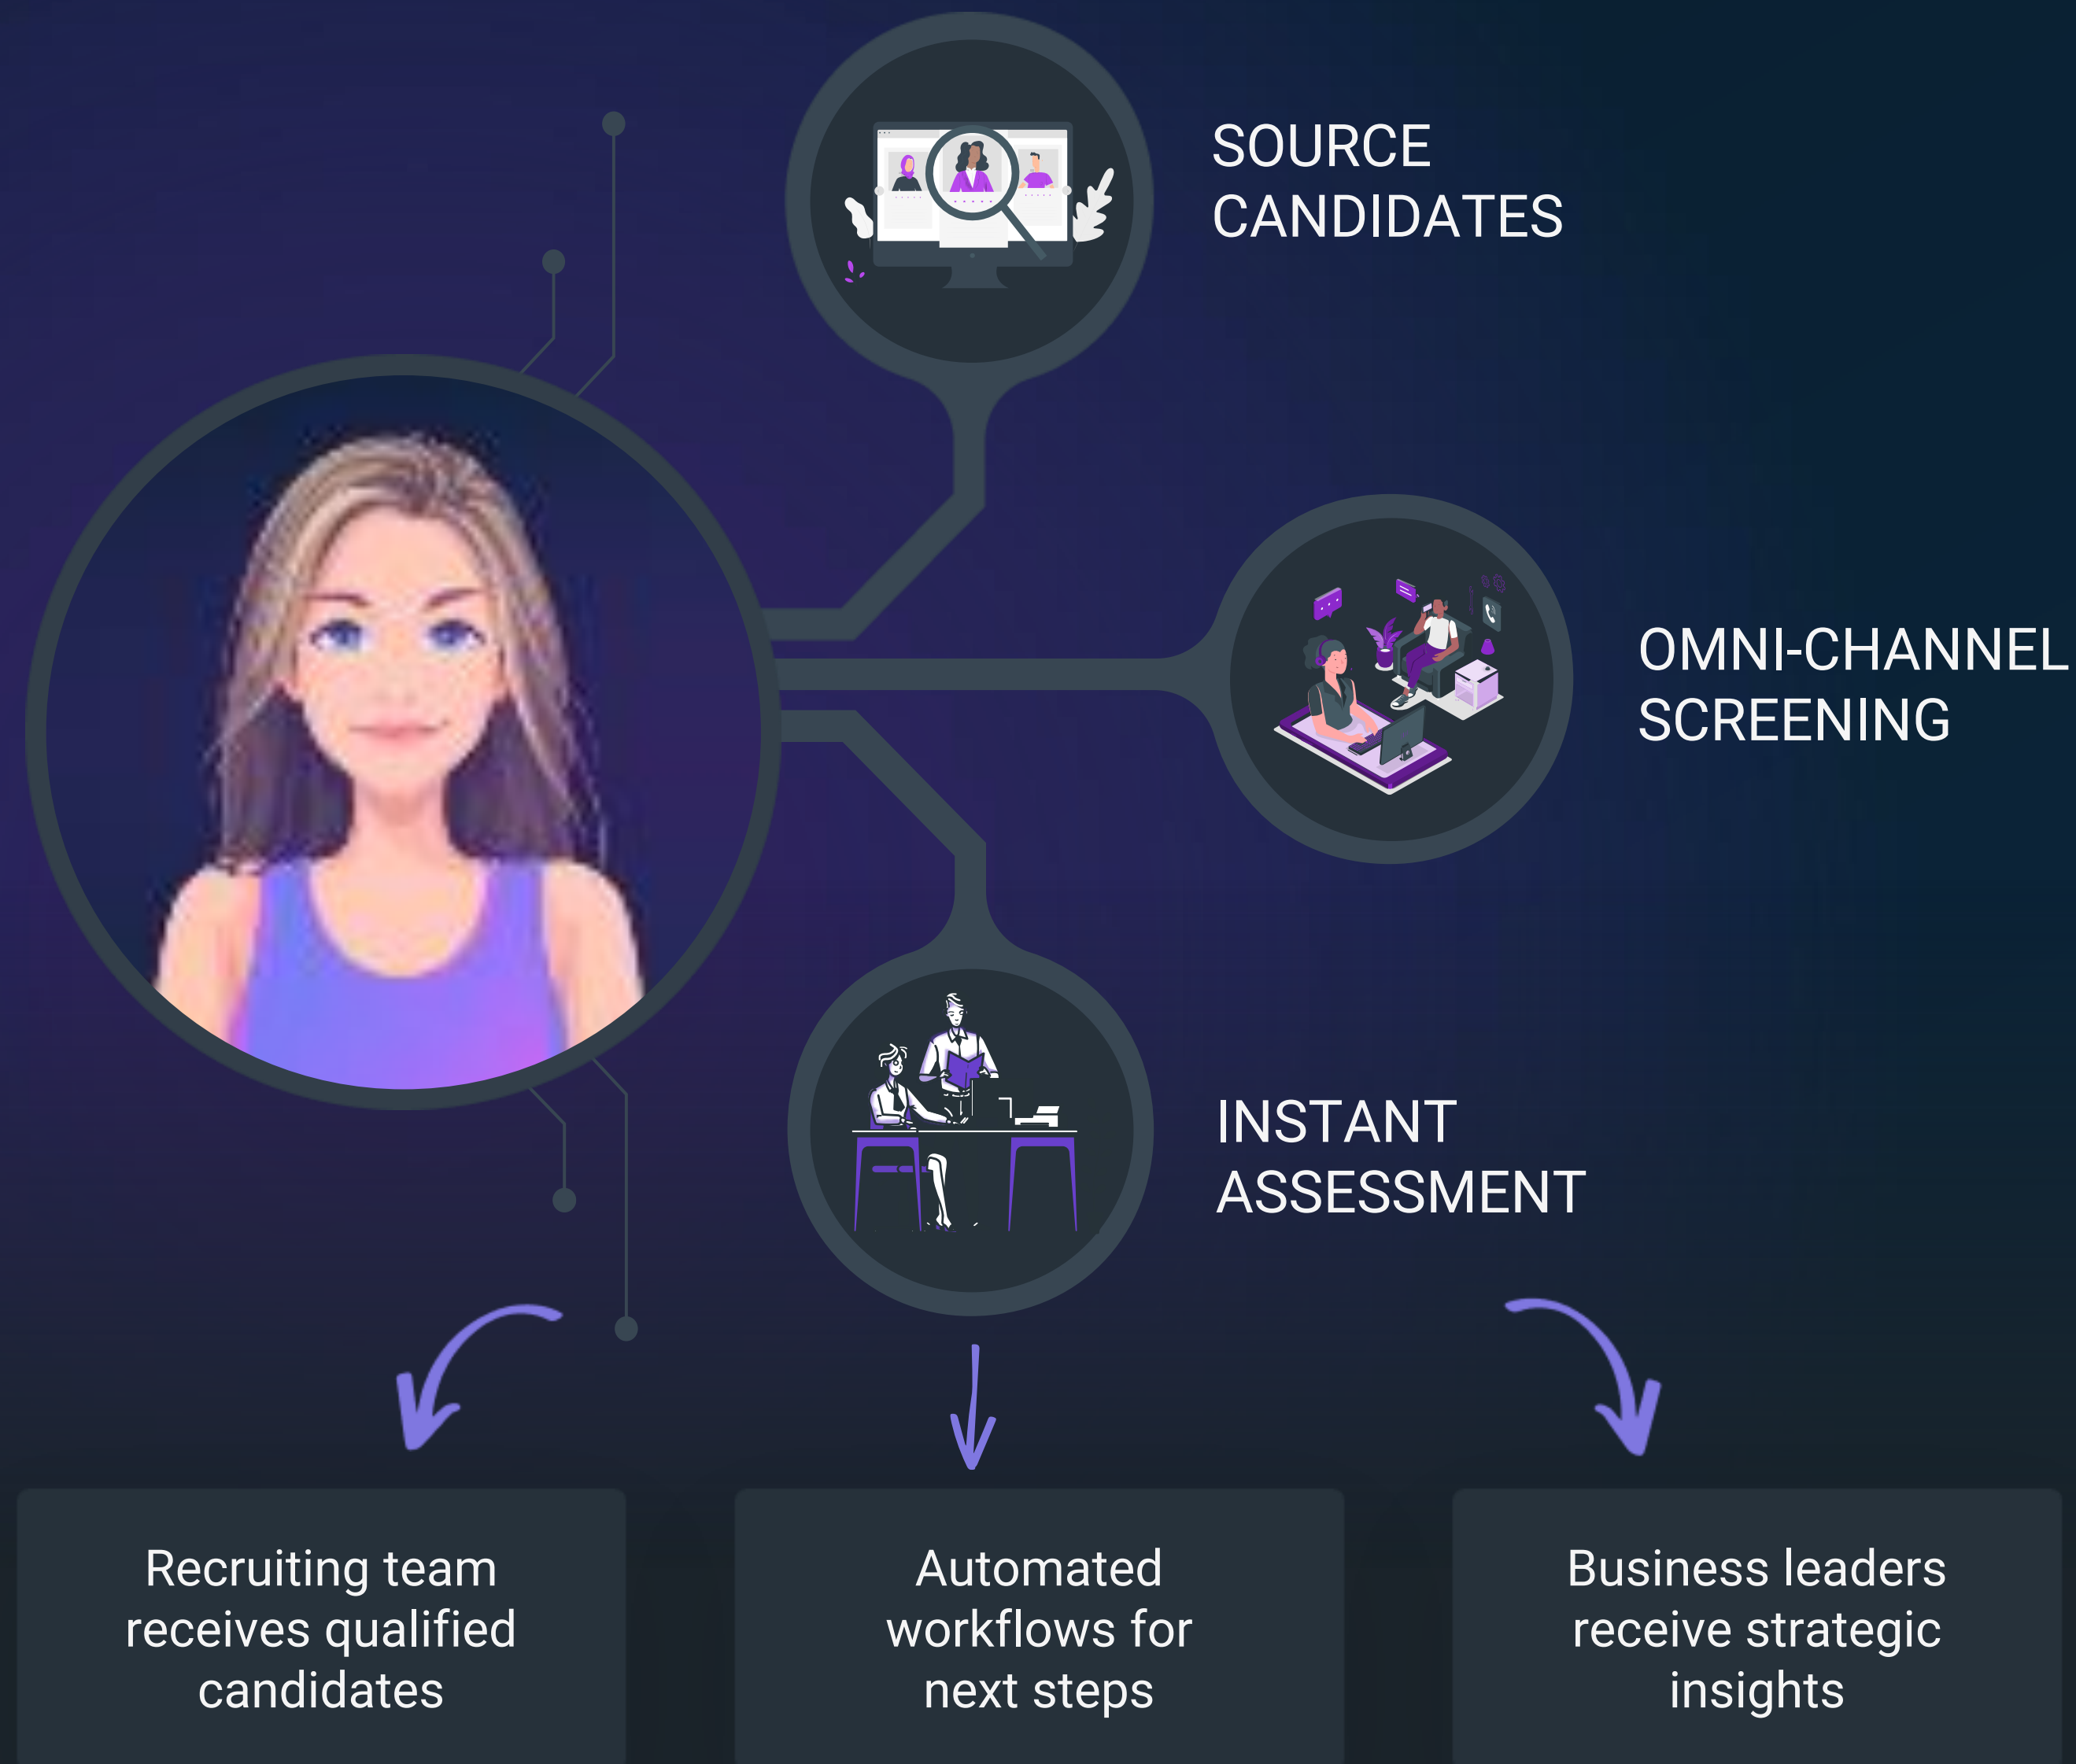 SOURCE
CANDIDATES
OMNI-CHANNEL
SCREENING
INSTANT
ASSESSMENT
Recruiting team
receives qualified
candidates
Automated
workflows for
next steps
Business leaders
receive strategic
insights